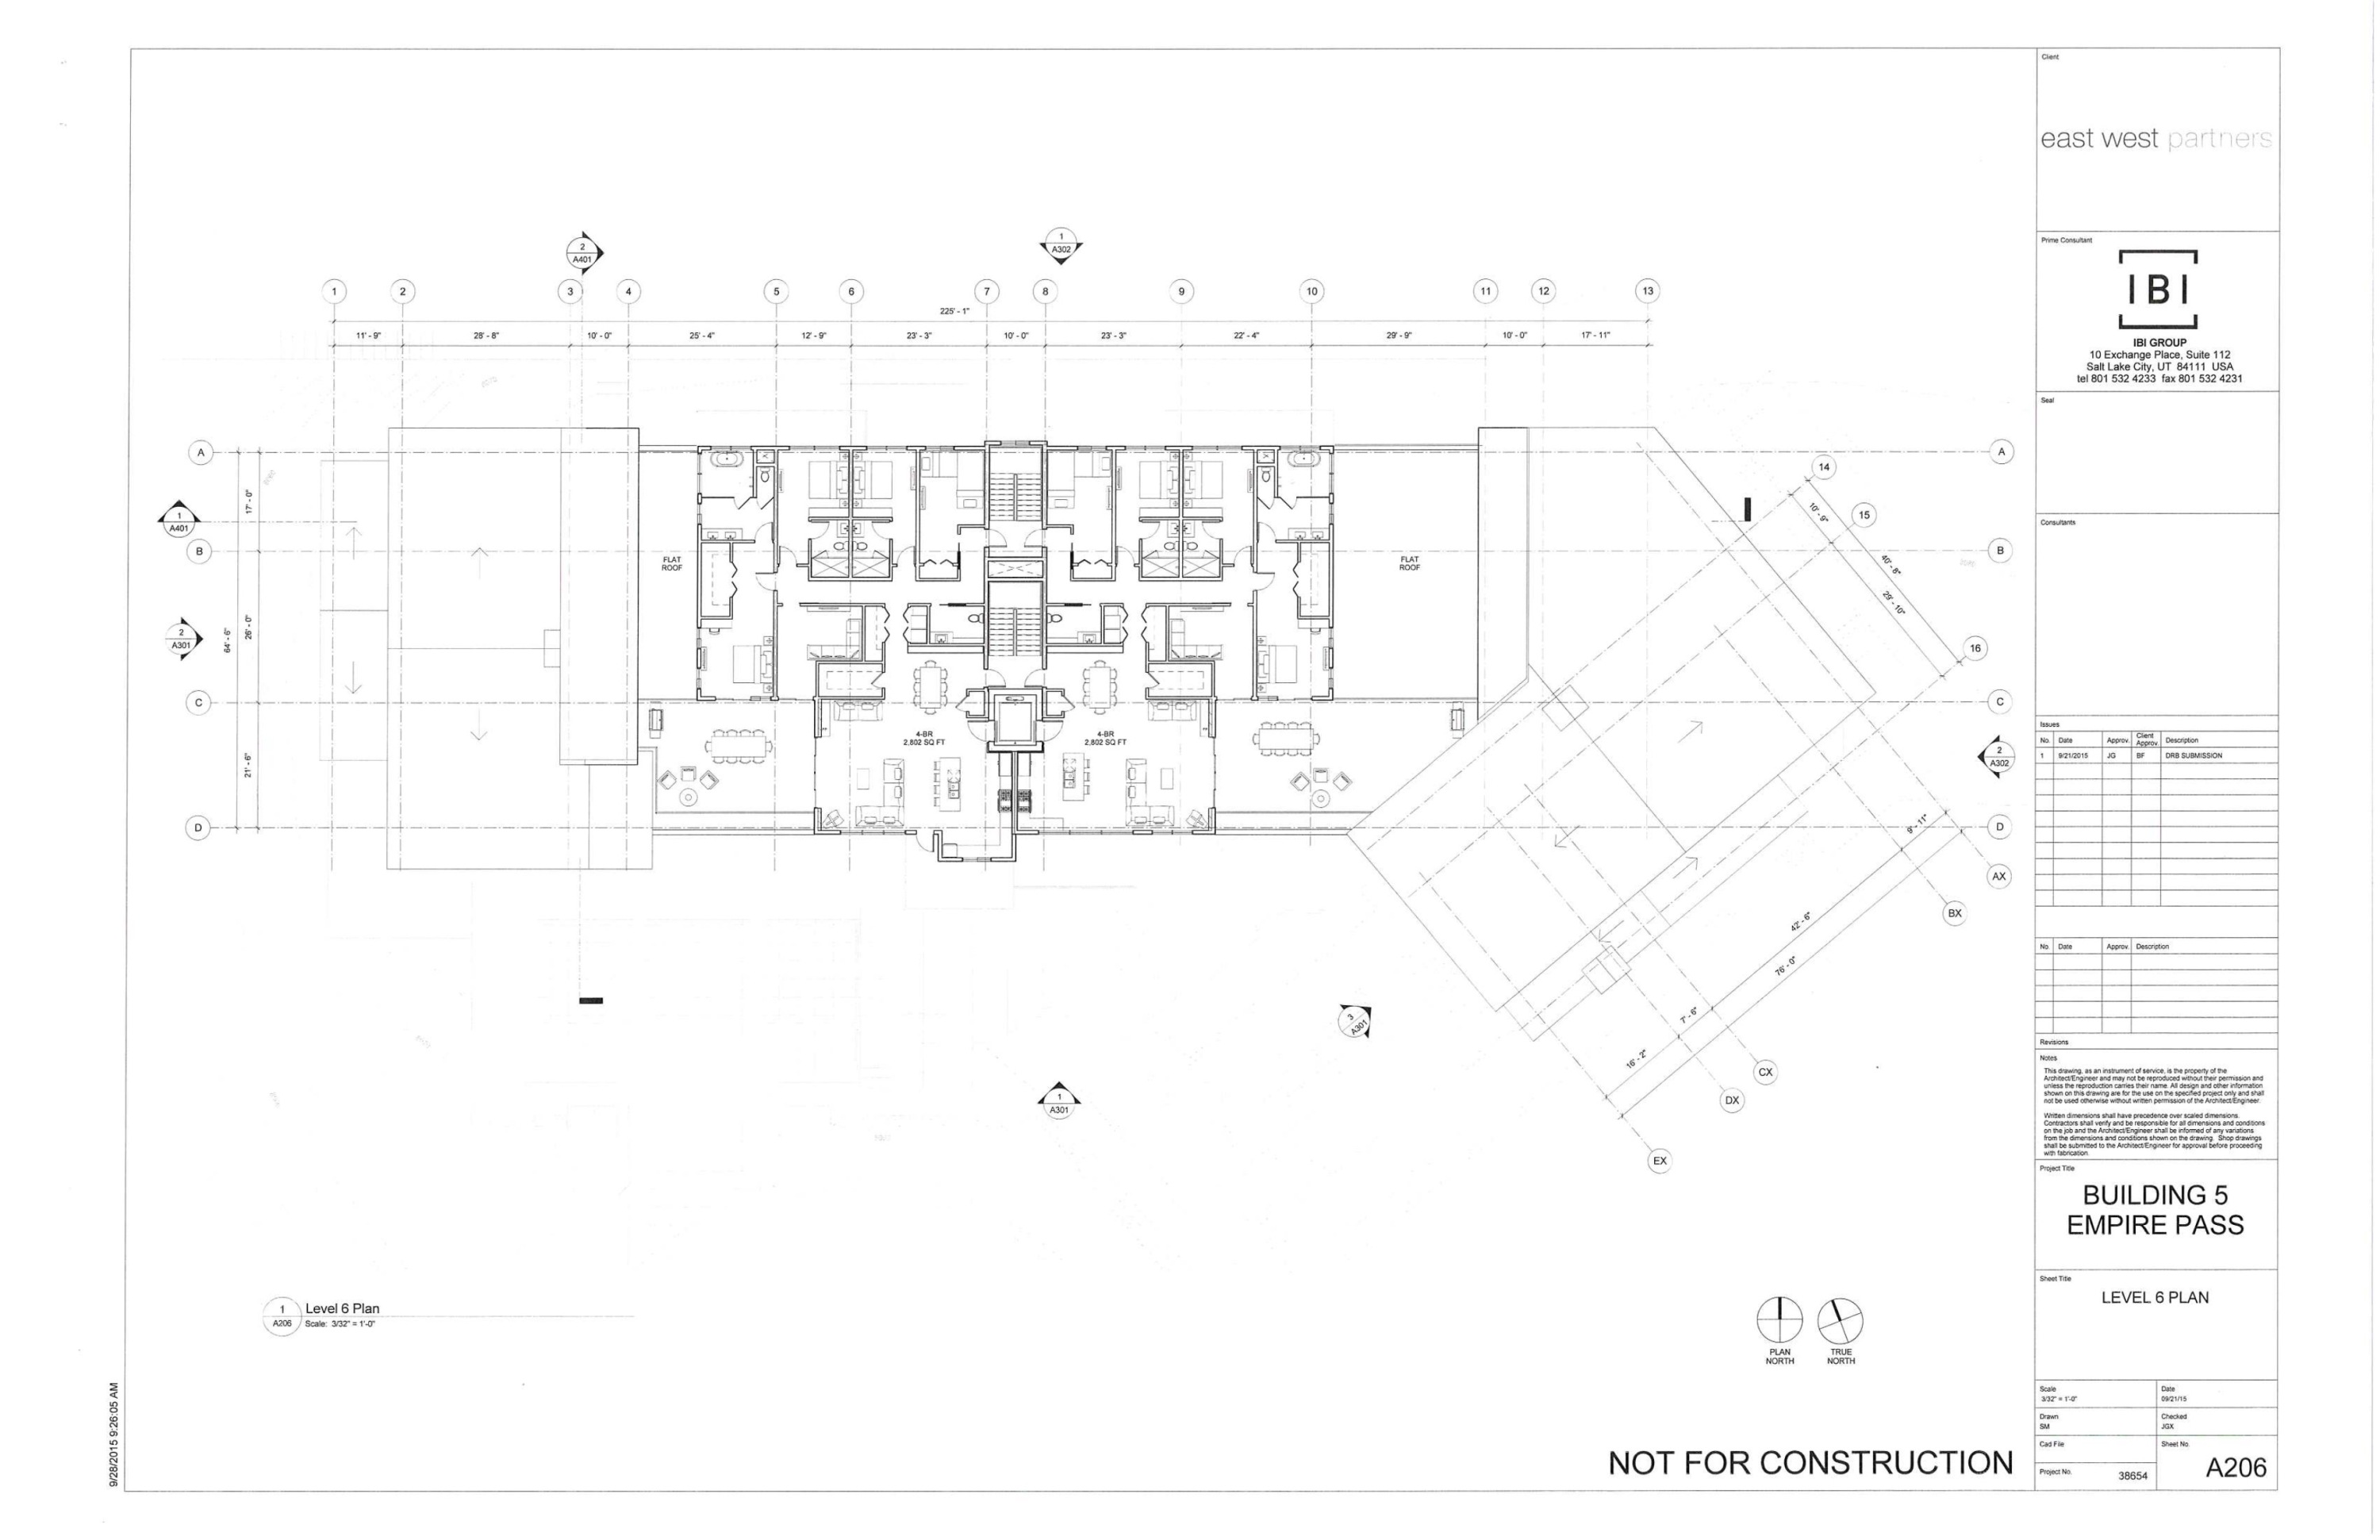 Client
east west partners
Prime Consultant
IBI
IBI GROUP
10 Exchange Place, Suite 112
Salt Lake City, UT 84111 USA
tel 801 532 4233 fax 801 532 4231
Seal
Consultants
Issues
No. Date Approv. Client Approv. Description
1 9/21/2015 JG BF DRB SUBMISSION
No. Date Approv. Description
Revisions
Notes
This drawing, as an instrument of service, is the property of the
Architect/Engineer and may not be reproduced without their permission and
unless the reproduction carries their name. All design and other information
shown on this drawing are for the use on the specified project only and shall
not be used otherwise without written permission of the Architect/Engineer.
Written dimensions shall have precedence over scaled dimensions.
Contractors shall verify and be responsible for all dimensions and conditions
on the job and the Architect/Engineer shall be informed of any variations
from the dimensions and conditions shown on the drawing. Shop drawings
shall be submitted to the Architect/Engineer for approval before proceeding
with fabrication.
Project Title
BUILDING 5
EMPIRE PASS
Sheet Title
LEVEL 6 PLAN
Scale
3/32" = 1'-0"
Date
09/21/15
Drawn
SM
Checked
JGX
Cad File
Sheet No.
A206
Project No.
38654
2
A401
1
A302
1 2 3 4 5 6 7 8 9 10 11 12 13
225' - 1"
11' - 9" 28' - 8" 10' - 0" 25' - 4" 12' - 9" 23' - 3" 10' - 0" 23' - 3" 22' - 4" 29' - 9" 10' - 0" 17' - 11"
A
A
14
15
16
10' - 9"
40' - 8"
29' - 10"
17' - 0"
1
A401
B
B
FLAT
ROOF
FLAT
ROOF
26' - 0"
64' - 6"
2
A301
C
C
4-BR
2,802 SQ FT
4-BR
2,802 SQ FT
21' - 6"
2
A302
D
D
AX
BX
CX
DX
EX
9' - 11"
42' - 6"
76' - 0"
7' - 6"
16' - 2"
3
A301
1
A301
1
A206
Level 6 Plan
Scale: 3/32" = 1'-0"
PLAN
NORTH
TRUE
NORTH
NOT FOR CONSTRUCTION
9/28/2015 9:26:05 AM